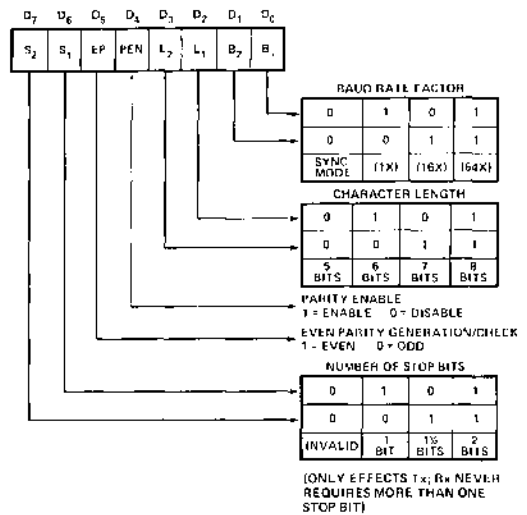 D7 D6 D5 D4 D3 D2 D1 D0
S2 S1 EP PEN L2 L1 B2 B1
BAUD RATE FACTOR
0 1 0 1
0 0 1 1
SYNC MODE (1X) (16X) (64X)
CHARACTER LENGTH
0 1 0 1
0 0 1 1
5 BITS 6 BITS 7 BITS 8 BITS
PARITY ENABLE
1 = ENABLE 0 = DISABLE
EVEN PARITY GENERATION/CHECK
1 = EVEN 0 = ODD
NUMBER OF STOP BITS
0 1 0 1
0 0 1 1
INVALID 1 BIT 1½ BITS 2 BITS
(ONLY EFFECTS Tx; Rx NEVER
REQUIRES MORE THAN ONE
STOP BIT)